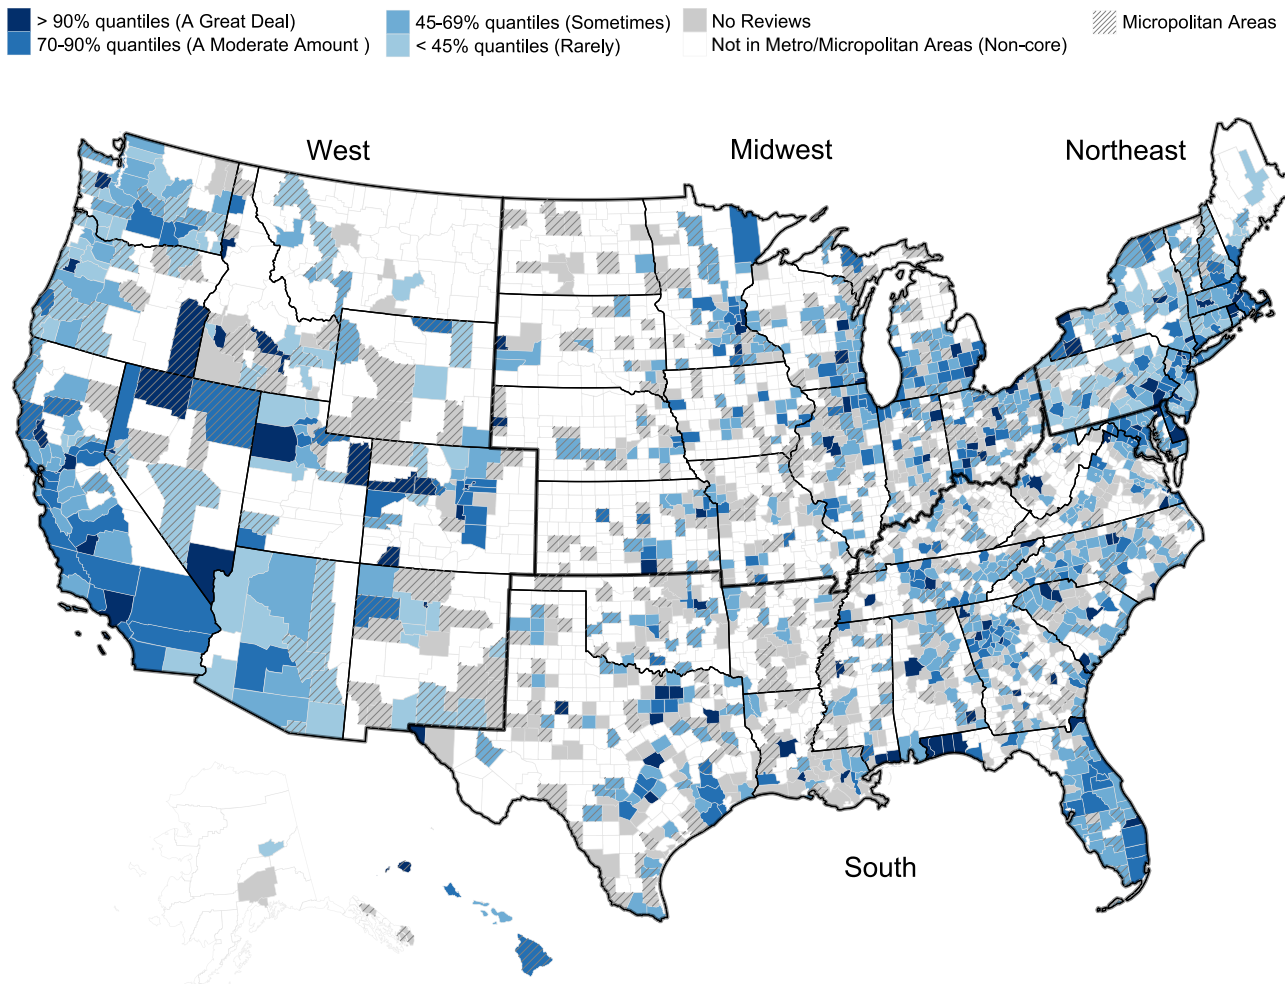 > 90% quantiles (A Great Deal)
70-90% quantiles (A Moderate Amount )
45-69% quantiles (Sometimes)
< 45% quantiles (Rarely)
No Reviews
Not in Metro/Micropolitan Areas (Non-core)
Micropolitan Areas
West
Midwest
Northeast
South